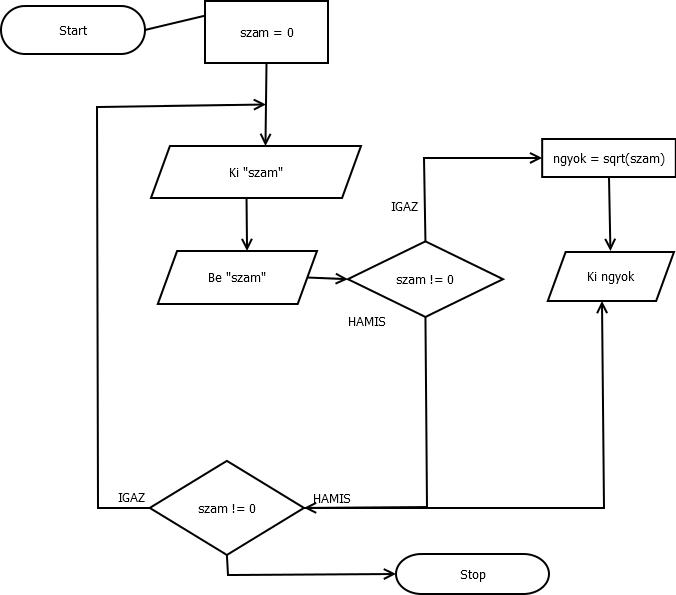 Start
szam = 0
Ki "szam"
Be "szam"
szam != 0
IGAZ
HAMIS
ngyok = sqrt(szam)
Ki ngyok
szam != 0
IGAZ
HAMIS
Stop